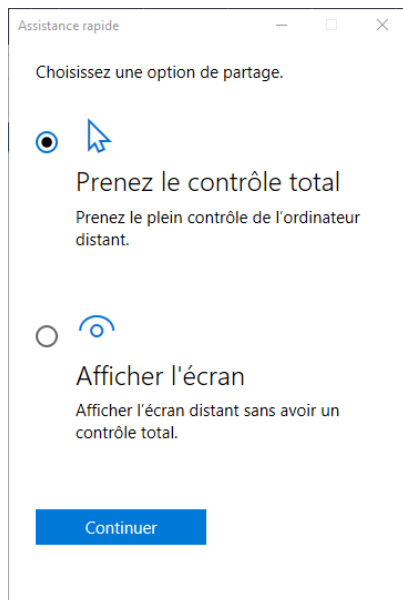 Assistance rapide
Choisissez une option de partage.
Prenez le contrôle total
Prenez le plein contrôle de l’ordinateur
distant.
Afficher l'écran
Afficher l’écran distant sans avoir un
contrôle total.
Continuer